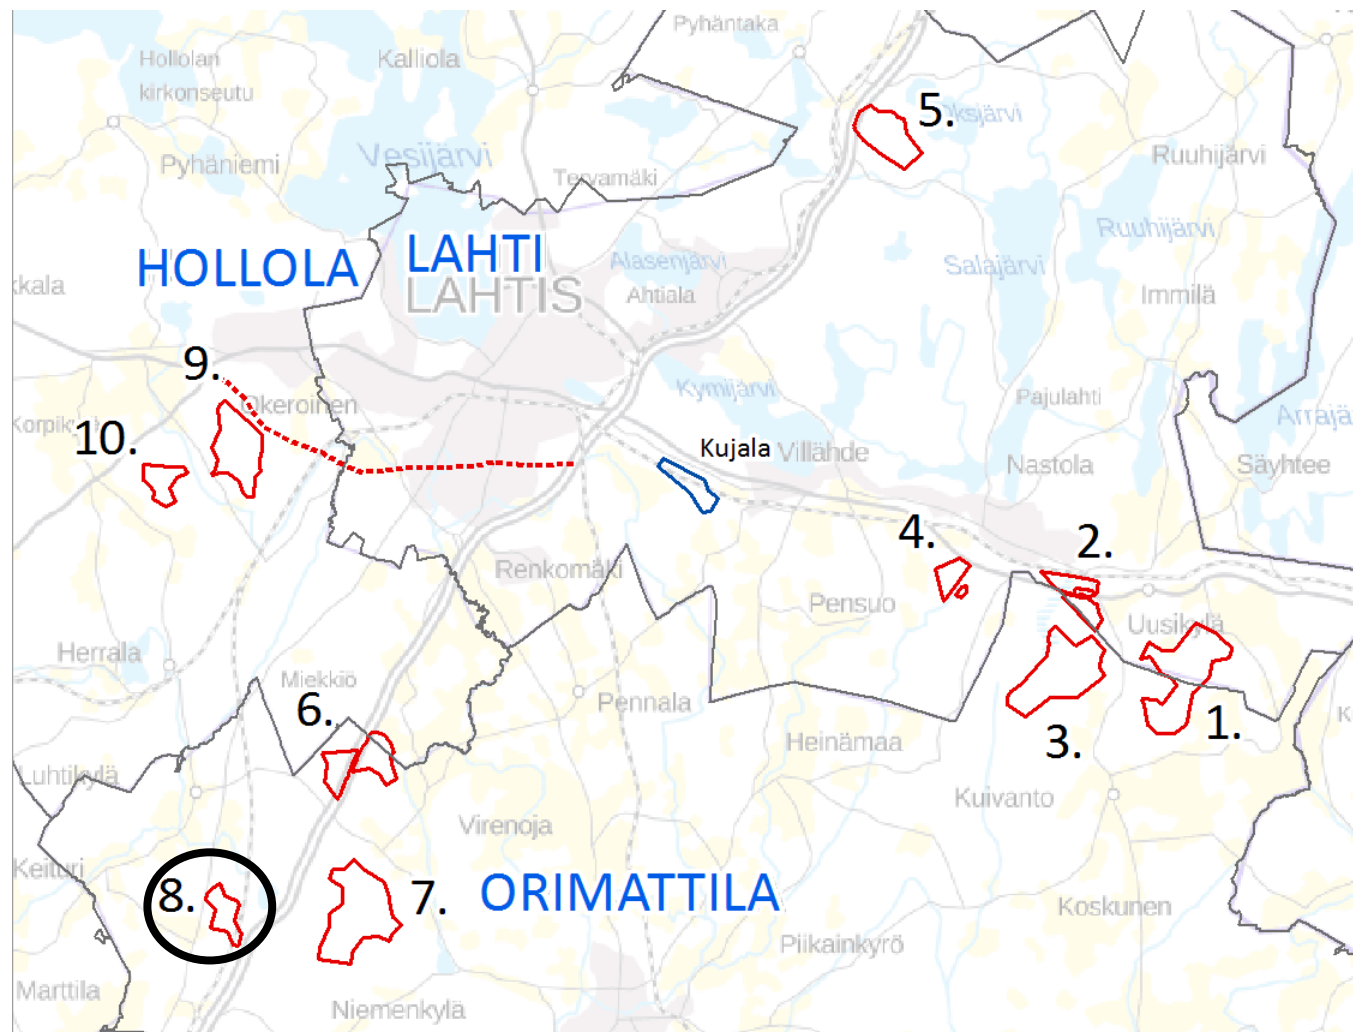 Pyhäntaka
Hollolan
kirkonseutu
Kalliola
5.
Oksjärvi
Vesijärvi
Pyhäniemi
Tervamäki
Ruuhijärvi
Ruuhijärvi
HOLLOLA
LAHTI
LAHTIS
Alasenjärvi
Ahtiala
Salajärvi
Immilä
kkala
9.
Okeroinen
Kymijärvi
Pajulahti
Arrajä
10.
Kujala
Villähde
Nastola
Säyhtee
4.
2.
Renkomäki
Pensuo
Uusikylä
Herrala
Miekkiö
Pennala
6.
3.
1.
K
Heinämaa
Luhtikylä
Kuivanto
Virenoja
Keituri
8.
7.
ORIMATTILA
Koskunen
Piikainkyrö
Marttila
Niemenkylä